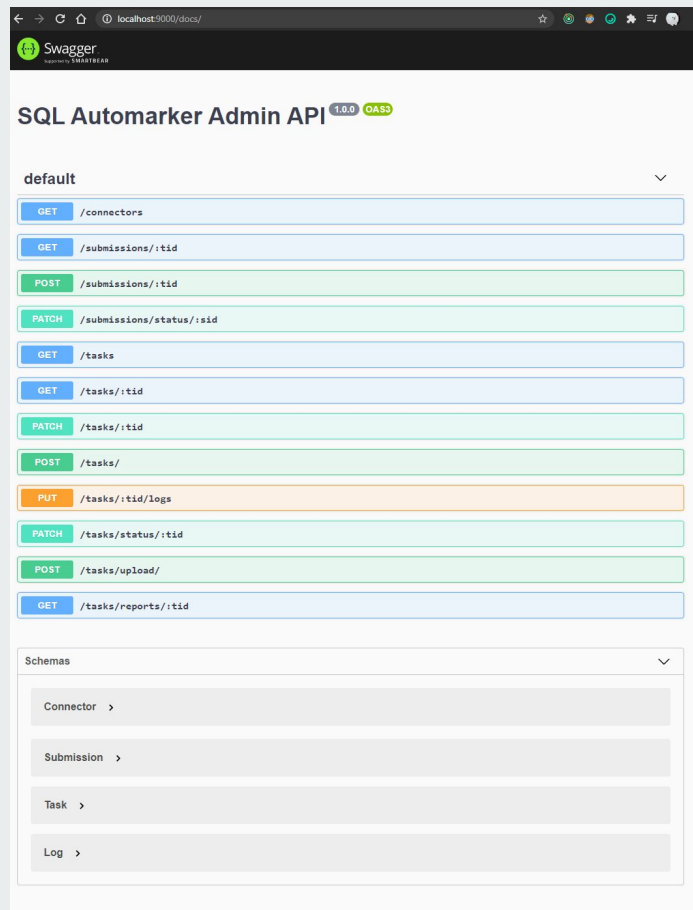 localhost:9000/docs/
Swagger
Supported by SMARTBEAR
SQL Automarker Admin API 1.0.0 OAS3
default
GET /connectors
GET /submissions/:tid
POST /submissions/:tid
PATCH /submissions/status/:sid
GET /tasks
GET /tasks/:tid
PATCH /tasks/:tid
POST /tasks/
PUT /tasks/:tid/logs
PATCH /tasks/status/:tid
POST /tasks/upload/
GET /tasks/reports/:tid
Schemas
Connector
Submission
Task
Log